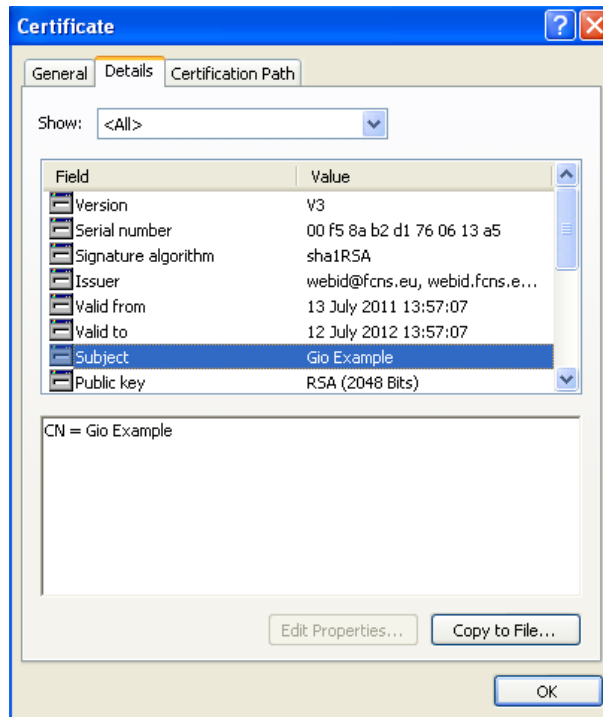 Certificate
General Details Certification Path
Show: <All>
Field Value
Version V3
Serial number 00 f5 8a b2 d1 76 06 13 a5
Signature algorithm sha1RSA
Issuer webid@fcns.eu, webid.fcns.e...
Valid from 13 July 2011 13:57:07
Valid to 12 July 2012 13:57:07
Subject Gio Example
Public key RSA (2048 Bits)
CN = Gio Example
Edit Properties... Copy to File...
OK